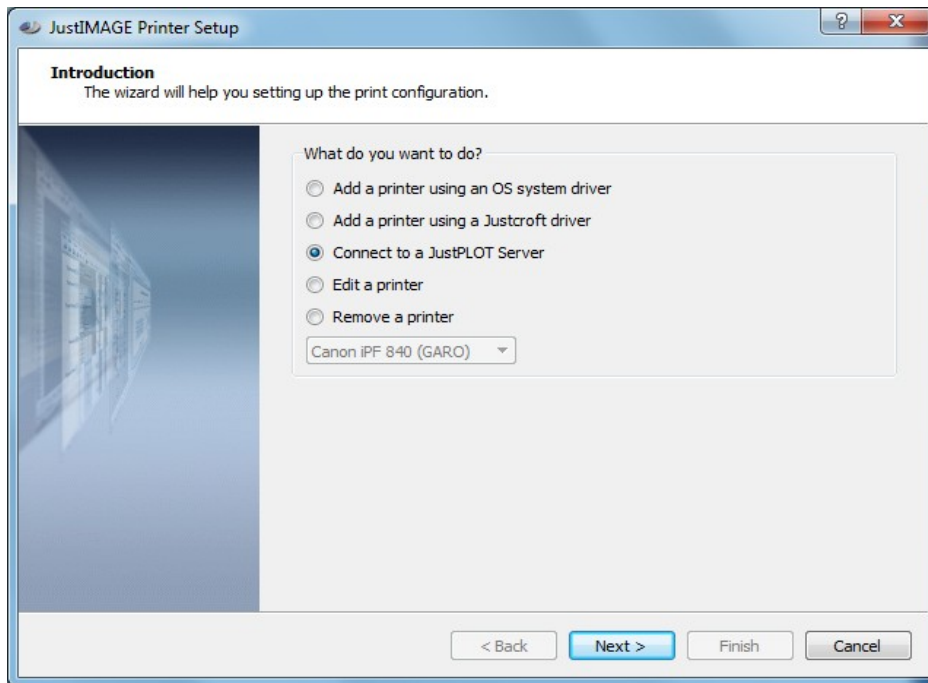 JustIMAGE Printer Setup
?
X
Introduction
The wizard will help you setting up the print configuration.
What do you want to do?
Add a printer using an OS system driver
Add a printer using a Justcroft driver
Connect to a JustPLOT Server
Edit a printer
Remove a printer
Canon iPF 840 (GARO)
< Back
Next >
Finish
Cancel